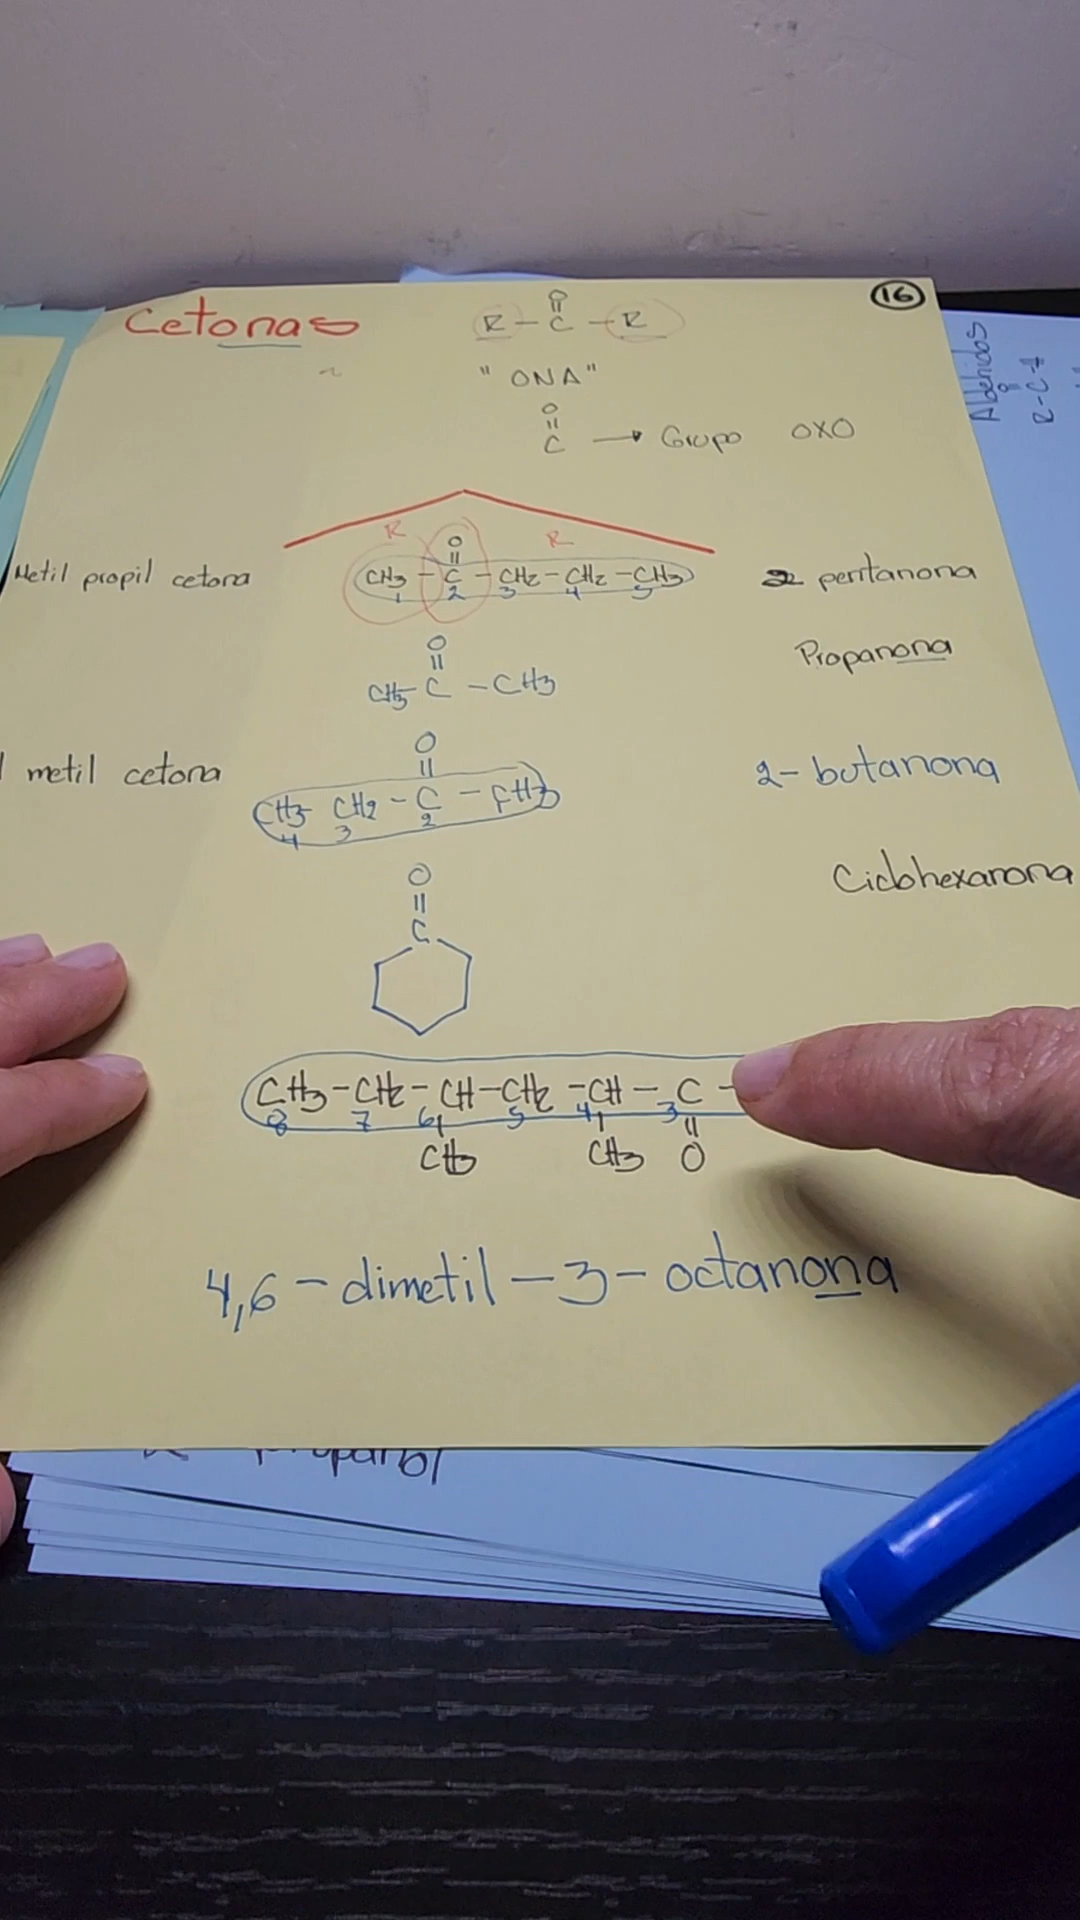 Cetonas
16
O
||
R – C – R
Aldehidos
"ONA"
O
||
C → Grupo OXO
R R
O
||
Metil propil cetona
CH3 – C – CH2 – CH2 – CH3
1 2 3 4 5
2 pentanona
O
||
CH3 – C – CH3
Propanona
metil cetona
O
||
CH3 CH2 – C – CH3
4 3 2
2- butanona
O
||
C
Ciclohexanona
CH3 – CH2 – CH – CH2 – CH – C –
8 7 6 5 4 3
CH3 CH3 O
4,6 – dimetil – 3 – octanona